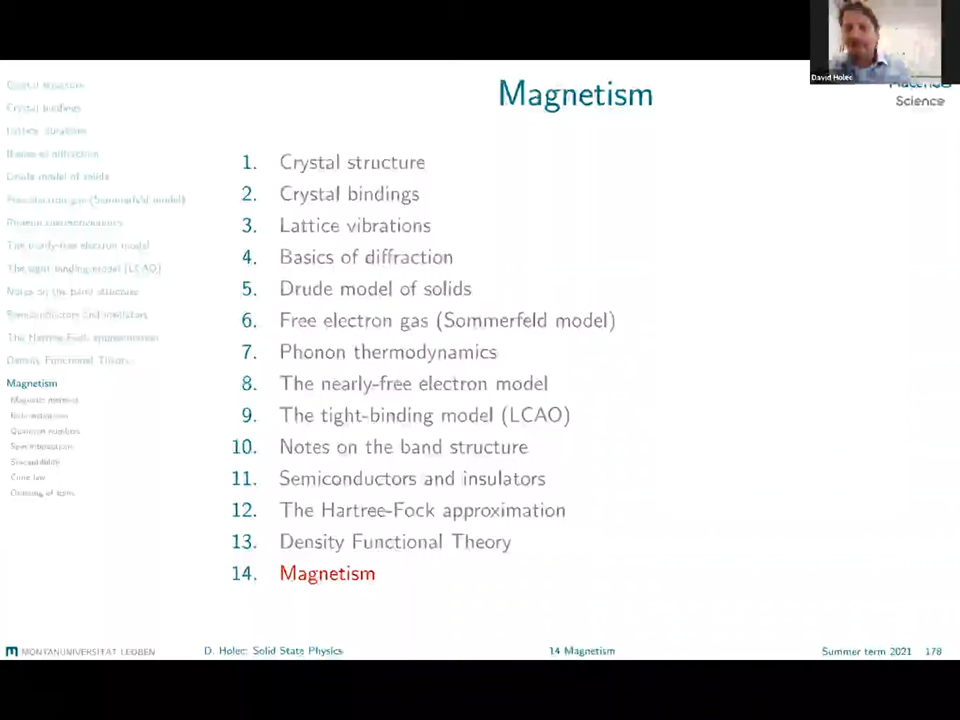 David Holec
Magnetism
Materials
Science
Crystal structure
Crystal bindings
Lattice vibrations
Basics of diffraction
Drude model of solids
Free electron gas (Sommerfeld model)
Phonon thermodynamics
The nearly-free electron model
The tight-binding model (LCAO)
Notes on the band structure
Semiconductors and insulators
The Hartree-Fock approximation
Density Functional Theory
Magnetism
Magnetic moment
Quantum numbers
Susceptibility
Curie law
1. Crystal structure
2. Crystal bindings
3. Lattice vibrations
4. Basics of diffraction
5. Drude model of solids
6. Free electron gas (Sommerfeld model)
7. Phonon thermodynamics
8. The nearly-free electron model
9. The tight-binding model (LCAO)
10. Notes on the band structure
11. Semiconductors and insulators
12. The Hartree-Fock approximation
13. Density Functional Theory
14. Magnetism
MONTANUNIVERSITÄT LEOBEN
D. Holec: Solid State Physics
14 Magnetism
Summer term 2021 178